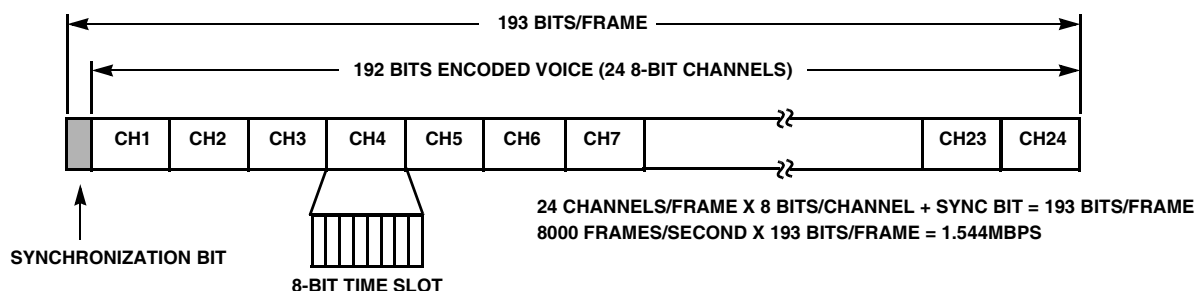 193 BITS/FRAME
192 BITS ENCODED VOICE (24 8-BIT CHANNELS)
CH1 CH2 CH3 CH4 CH5 CH6 CH7 CH23 CH24
24 CHANNELS/FRAME X 8 BITS/CHANNEL + SYNC BIT = 193 BITS/FRAME
8000 FRAMES/SECOND X 193 BITS/FRAME = 1.544MBPS
SYNCHRONIZATION BIT
8-BIT TIME SLOT